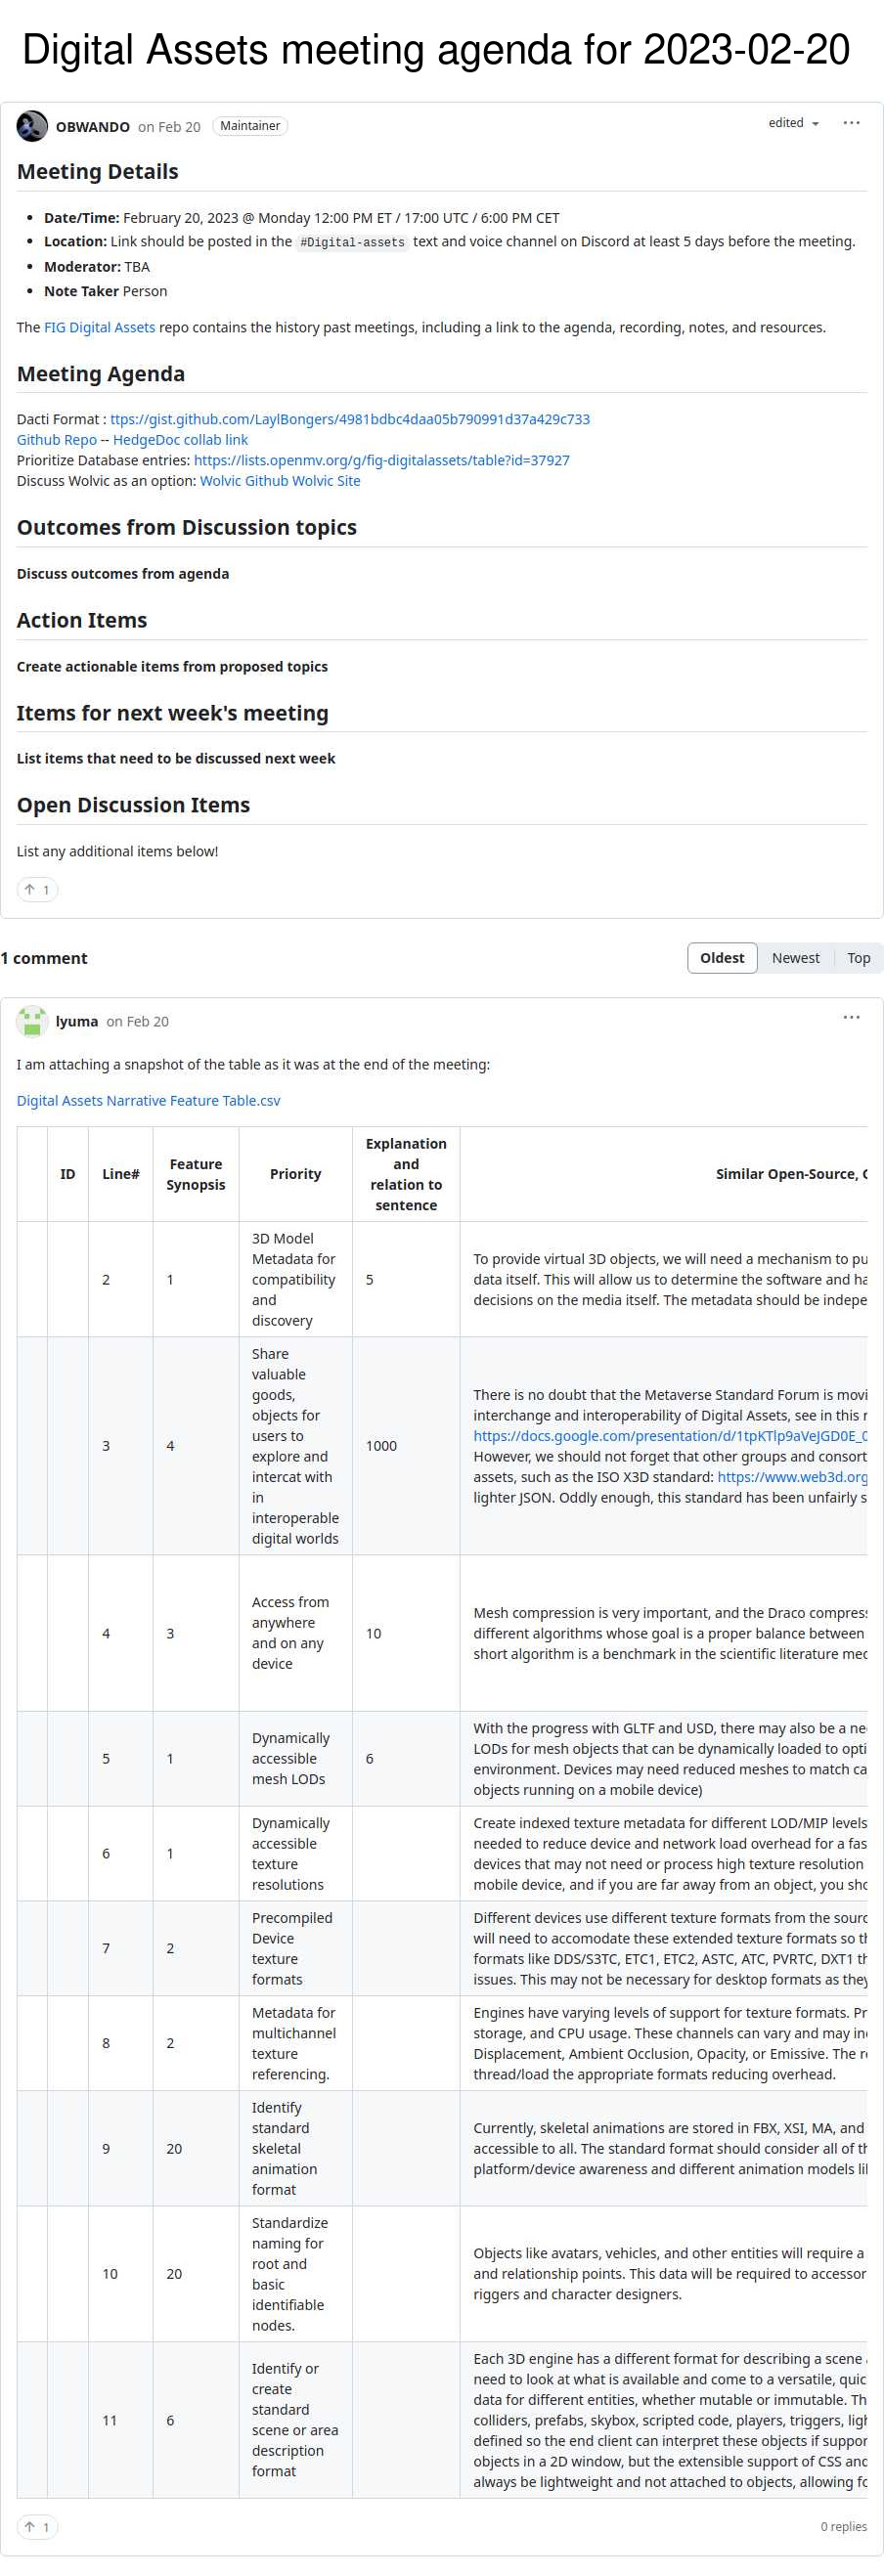 Digital Assets meeting agenda for 2023-02-20
OBWANDO on Feb 20 Maintainer edited
Meeting Details
Date/Time: February 20, 2023 @ Monday 12:00 PM ET / 17:00 UTC / 6:00 PM CET
Location: Link should be posted in the #Digital-assets text and voice channel on Discord at least 5 days before the meeting.
Moderator: TBA
Note Taker Person
The FIG Digital Assets repo contains the history past meetings, including a link to the agenda, recording, notes, and resources.
Meeting Agenda
Dacti Format : ttps://gist.github.com/LaylBongers/4981bdbc4daa05b790991d37a429c733
Github Repo -- HedgeDoc collab link
Prioritize Database entries: https://lists.openmv.org/g/fig-digitalassets/table?id=37927
Discuss Wolvic as an option: Wolvic Github Wolvic Site
Outcomes from Discussion topics
Discuss outcomes from agenda
Action Items
Create actionable items from proposed topics
Items for next week's meeting
List items that need to be discussed next week
Open Discussion Items
List any additional items below!
1
1 comment
Oldest Newest Top
lyuma on Feb 20
I am attaching a snapshot of the table as it was at the end of the meeting:
Digital Assets Narrative Feature Table.csv
ID
Line#
Feature
Synopsis
Priority
Explanation
and
relation to
sentence
Similar Open-Source,
2
1
3D Model
Metadata for
compatibility
and
discovery
5
To provide virtual 3D objects, we will need a mechanism to pu
data itself. This will allow us to determine the software and ha
decisions on the media itself. The metadata should be indepe
3
4
Share
valuable
goods,
objects for
users to
explore and
intercat with
in
interoperable
digital worlds
1000
There is no doubt that the Metaverse Standard Forum is movi
interchange and interoperability of Digital Assets, see in this
https://docs.google.com/presentation/d/1tpKTlp9aVeJGD0E_
However, we should not forget that other groups and consort
assets, such as the ISO X3D standard: https://www.web3d.org
lighter JSON. Oddly enough, this standard has been unfairly s
4
3
Access from
anywhere
and on any
device
10
Mesh compression is very important, and the Draco compress
different algorithms whose goal is a proper balance between
short algorithm is a benchmark in the scientific literature
5
1
Dynamically
accessible
mesh LODs
6
With the progress with GLTF and USD, there may also be a
LODs for mesh objects that can be dynamically loaded to opti
environment. Devices may need reduced meshes to match ca
objects running on a mobile device)
6
1
Dynamically
accessible
texture
resolutions
Create indexed texture metadata for different LOD/MIP levels
needed to reduce device and network load overhead for a fas
devices that may not need or process high texture resolution
mobile device, and if you are far away from an object, you
7
2
Precompiled
Device
texture
formats
Different devices use different texture formats from the sourc
will need to accomodate these extended texture formats so
formats like DDS/S3TC, ETC1, ETC2, ASTC, ATC, PVRTC, DXT1
issues. This may not be necessary for desktop formats as they
8
2
Metadata for
multichannel
texture
referencing.
Engines have varying levels of support for texture formats. Pr
storage, and CPU usage. These channels can vary and may
Displacement, Ambient Occlusion, Opacity, or Emissive. The
thread/load the appropriate formats reducing overhead.
9
20
Identify
standard
skeletal
animation
format
Currently, skeletal animations are stored in FBX, XSI, MA, and
accessible to all. The standard format should consider all of
platform/device awareness and different animation models
10
20
Standardize
naming for
root and
basic
identifiable
nodes.
Objects like avatars, vehicles, and other entities will require a
and relationship points. This data will be required to accessor
riggers and character designers.
11
6
Identify or
create
standard
scene or area
description
format
Each 3D engine has a different format for describing a scene
need to look at what is available and come to a versatile, quic
data for different entities, whether mutable or immutable. Th
colliders, prefabs, skybox, scripted code, players, triggers,
defined so the end client can interpret these objects if suppor
objects in a 2D window, but the extensible support of CSS and
always be lightweight and not attached to objects, allowing
1
0 replies